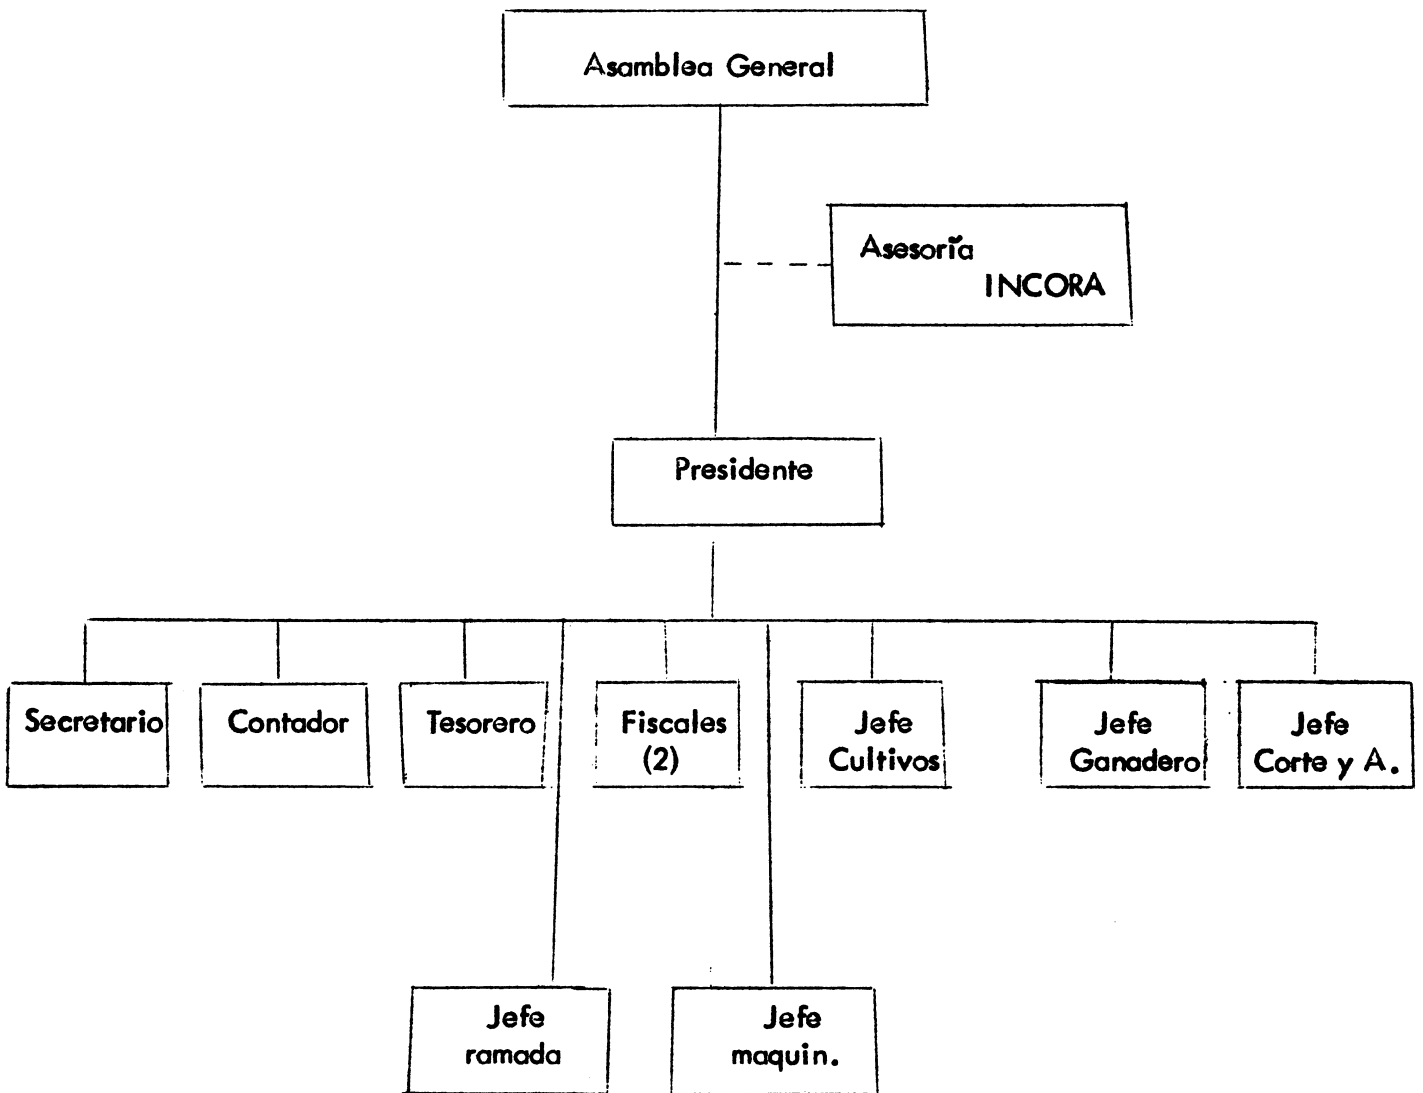 Asamblea General
Asesoría
INCORA
Presidente
Secretario
Contador
Tesorero
Fiscales
(2)
Jefe
Cultivos
Jefe
Ganadero
Jefe
Corte y A.
Jefe
ramada
Jefe
maquin.